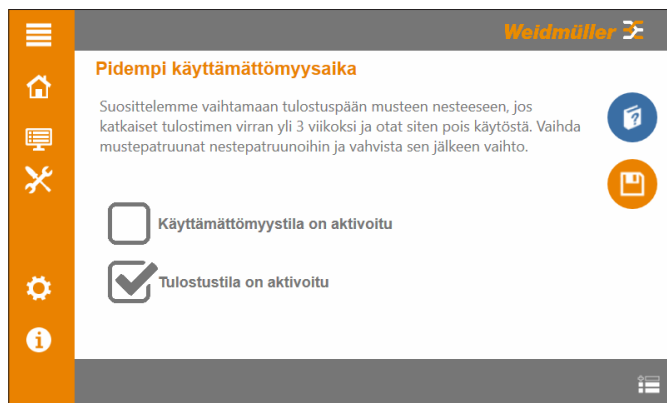 Weidmüller
Pidempi käyttämättömyysaika
Suosittelemme vaihtamaan tulostuspään musteen nesteeseen, jos
katkaiset tulostimen virran yli 3 viikoksi ja otat siten pois käytöstä. Vaihda
mustepatruunat nestepatruunoihin ja vahvista sen jälkeen vaihto.
Käyttämättömyystila on aktivoitu
Tulostustila on aktivoitu